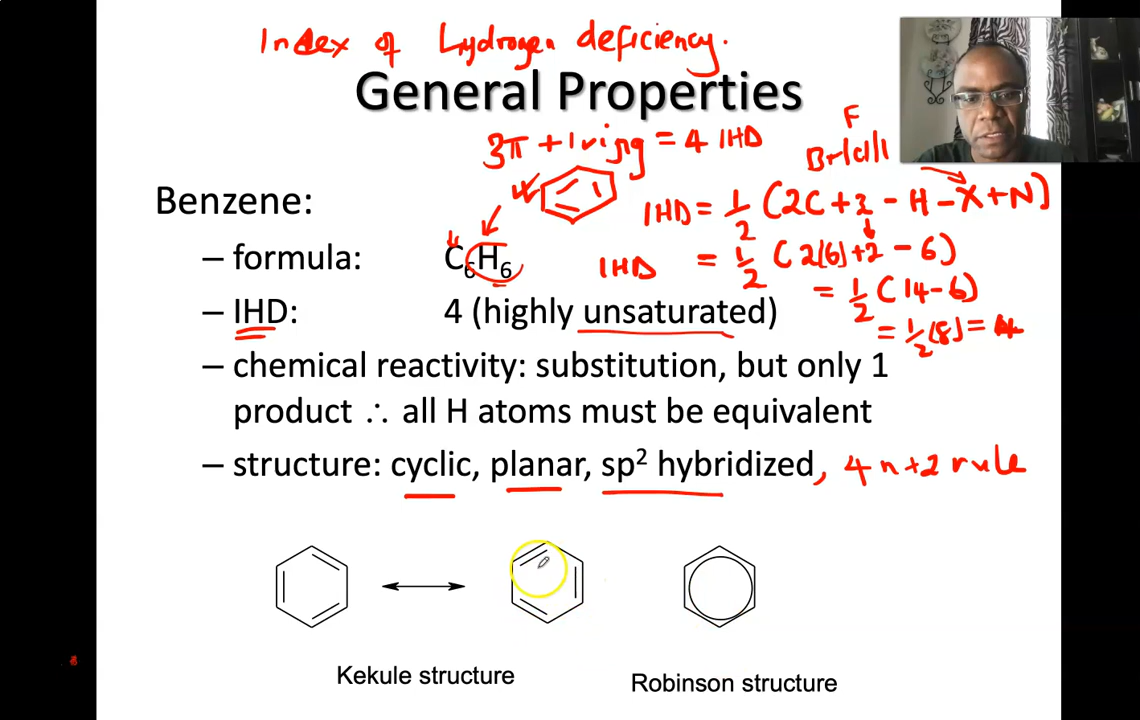 Index of hydrogen deficiency.
General Properties
3π + 1 ring = 4 IHD
F
Br/Cl/I
Benzene:
IHD = 1/2 (2C + 2 - H - X + N)
– formula: C6H6
IHD = 1/2 (2(6) + 2 - 6)
= 1/2 (14 - 6)
– IHD: 4 (highly unsaturated)
= 1/2 (8) = 4
– chemical reactivity: substitution, but only 1
product ∴ all H atoms must be equivalent
– structure: cyclic, planar, sp² hybridized, 4n+2 rule
Kekule structure
Robinson structure